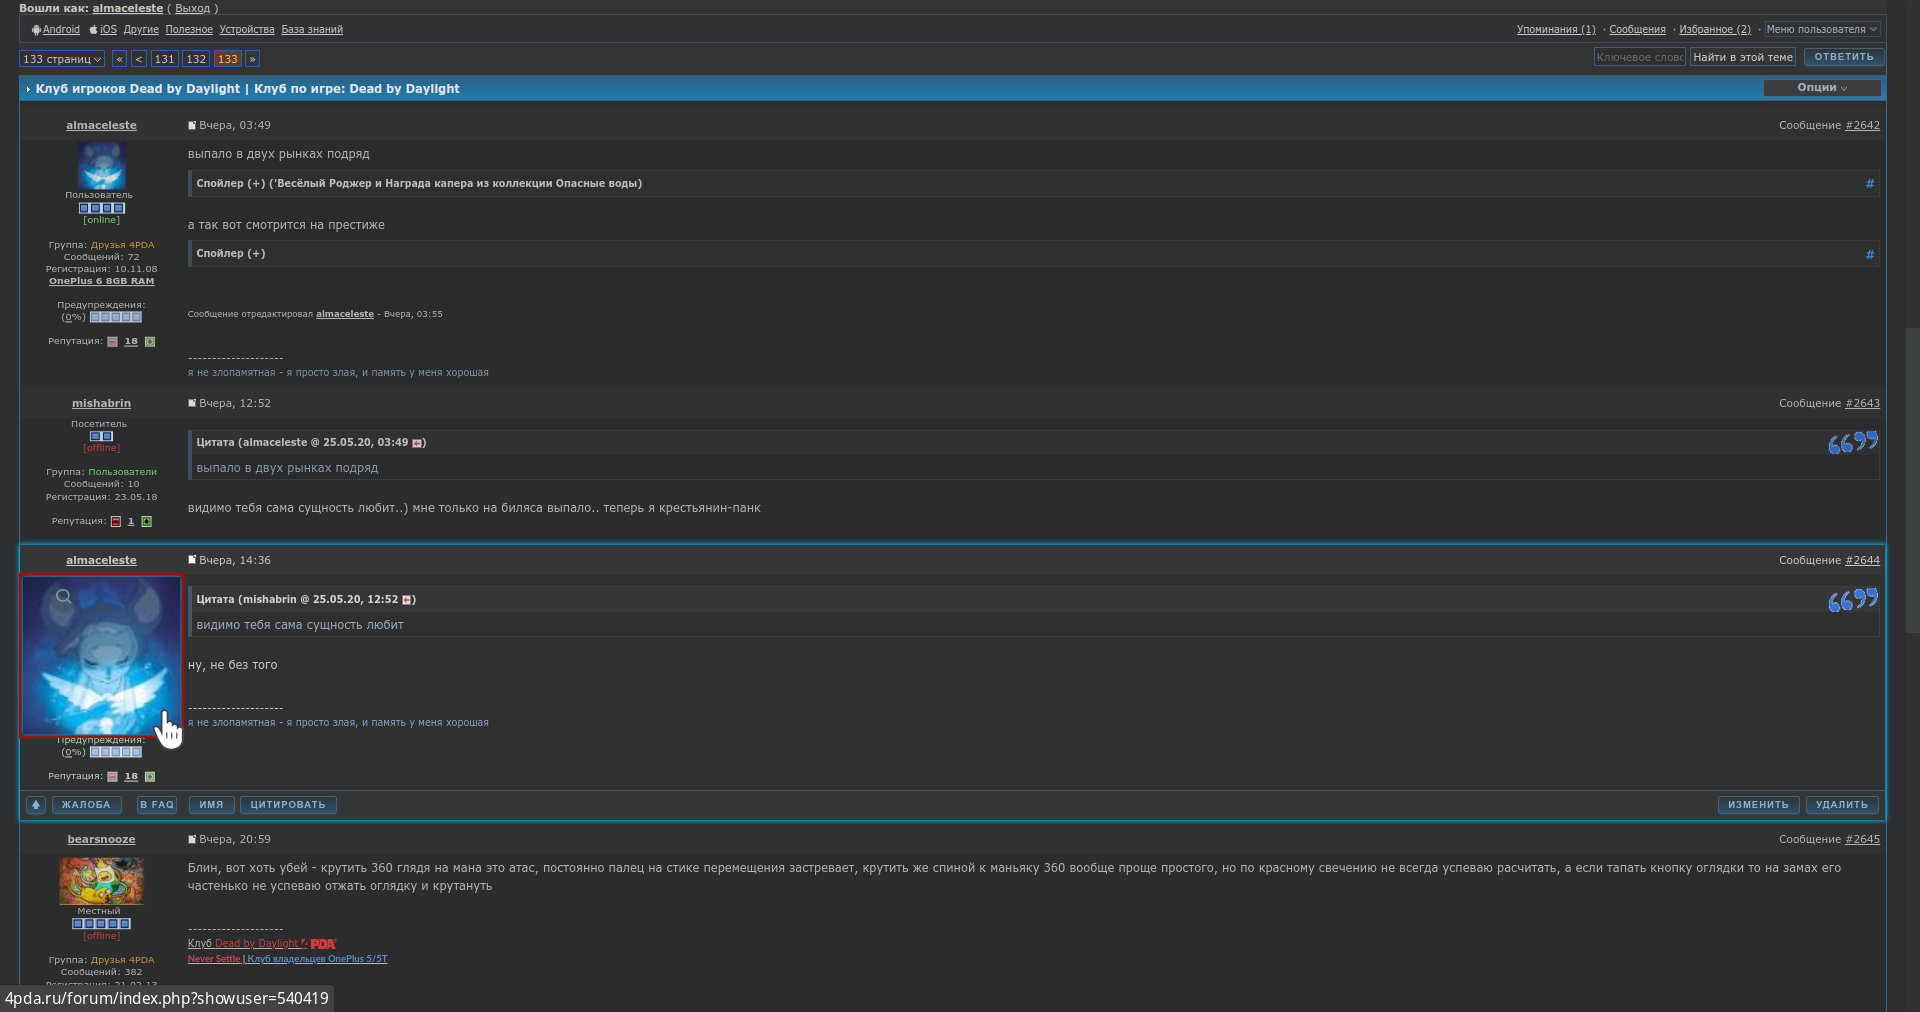 Вошли как: almaceleste ( Выход )
Android iOS Другие Полезное Устройства База знаний
Упоминания (1) · Сообщения · Избранное (2) · Меню пользователя
133 страниц « < 131 132 133 »
Ключевое слово Найти в этой теме ОТВЕТИТЬ
Клуб игроков Dead by Daylight | Клуб по игре: Dead by Daylight
Опции
almaceleste
Вчера, 03:49
Сообщение #2642
Пользователь
[online]
Группа: Друзья 4PDA
Сообщений: 72
Регистрация: 10.11.08
OnePlus 6 8GB RAM
Предупреждения:
(0%)
Репутация: 18
выпало в двух рынках подряд
Спойлер (+) ('Весёлый Роджер и Награда капера из коллекции Опасные воды)
#
а так вот смотрится на престиже
Спойлер (+)
#
Сообщение отредактировал almaceleste - Вчера, 03:55
--------------------
я не злопамятная - я просто злая, и память у меня хорошая
mishabrin
Вчера, 12:52
Сообщение #2643
Посетитель
[offline]
Группа: Пользователи
Сообщений: 10
Регистрация: 23.05.18
Репутация: 1
Цитата (almaceleste @ 25.05.20, 03:49 )
выпало в двух рынках подряд
видимо тебя сама сущность любит..) мне только на биляса выпало.. теперь я крестьянин-панк
almaceleste
Вчера, 14:36
Сообщение #2644
Предупреждения:
(0%)
Репутация: 18
Цитата (mishabrin @ 25.05.20, 12:52 )
видимо тебя сама сущность любит
ну, не без того
--------------------
я не злопамятная - я просто злая, и память у меня хорошая
ЖАЛОБА В FAQ ИМЯ ЦИТИРОВАТЬ
ИЗМЕНИТЬ УДАЛИТЬ
bearsnooze
Вчера, 20:59
Сообщение #2645
Местный
[offline]
Группа: Друзья 4PDA
Сообщений: 382
Блин, вот хоть убей - крутить 360 глядя на мана это атас, постоянно палец на стике перемещения застревает, крутить же спиной к маньяку 360 вообще проще простого, но по красному свечению не всегда успеваю расчитать, а если тапать кнопку оглядки то на замах его
частенько не успеваю отжать оглядку и крутануть
--------------------
Клуб Dead by Daylight PDA
Never Settle | Клуб владельцев OnePlus 5/5T
4pda.ru/forum/index.php?showuser=540419